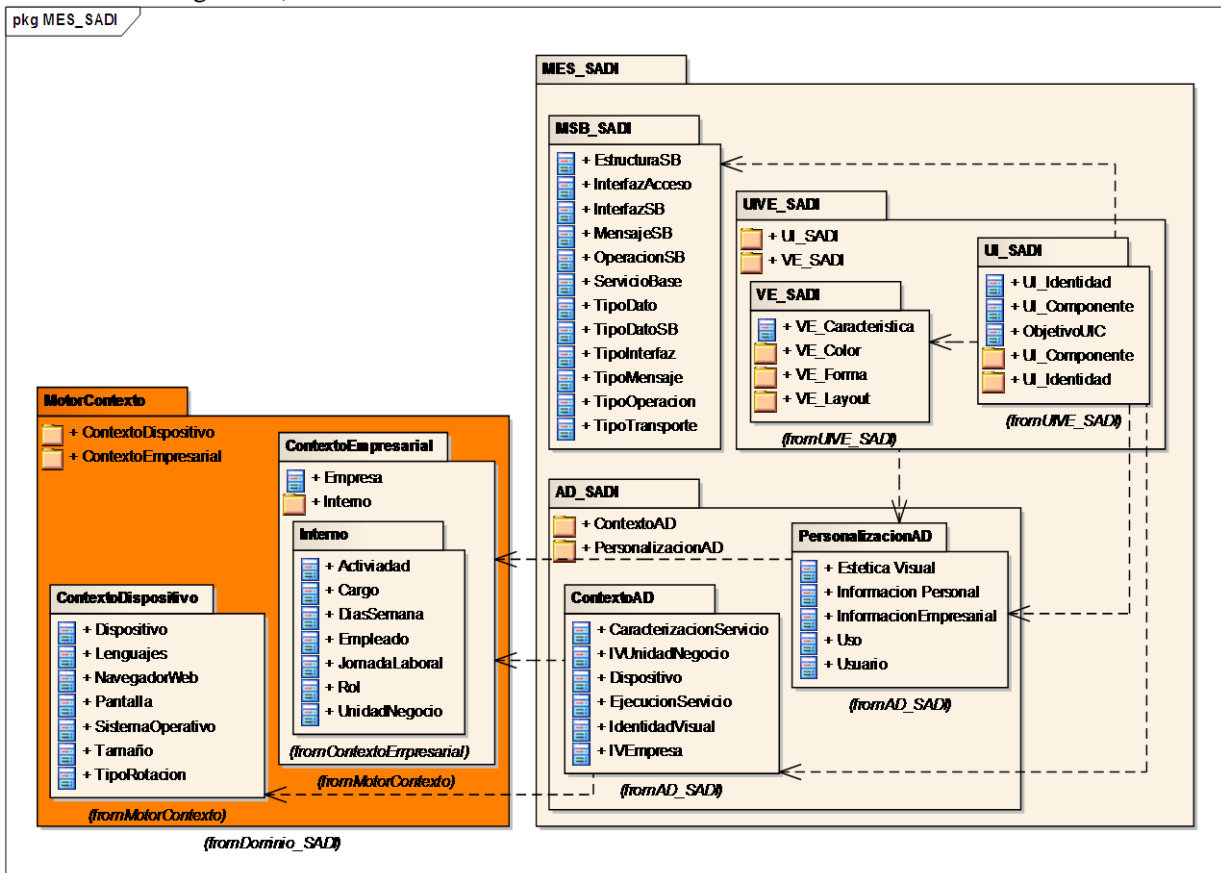 pkg MES_SADI
MES_SADI
MSB_SADI
+ EstructuraSB
+ InterfazAcceso
+ InterfazSB
+ MensajeSB
+ OperacionSB
+ ServicioBase
+ TipoDato
+ TipoDatoSB
+ TipoInterfaz
+ TipoMensaje
+ TipoOperacion
+ TipoTransporte
UIVE_SADI
+ UI_SADI
+ VE_SADI
VE_SADI
+ VE_Caracteristica
+ VE_Color
+ VE_Forma
+ VE_Layout
(fromUIVE_SADI)
UI_SADI
+ UI_Identidad
+ UI_Componente
+ ObjetivoUIC
+ UI_Componente
+ UI_Identidad
(fromUIVE_SADI)
MotorContexto
+ ContextoDispositivo
+ ContextoEmpresarial
ContextoEmpresarial
+ Empresa
+ Interno
Interno
+ Activiadad
+ Cargo
+ DiasSemana
+ Empleado
+ JornadaLaboral
+ Rol
+ UnidadNegocio
(fromContextoEmpresarial)
(fromMotorContexto)
ContextoDispositivo
+ Dispositivo
+ Lenguajes
+ NavegadorWeb
+ Pantalla
+ SistemaOperativo
+ Tamaño
+ TipoRotacion
(fromMotorContexto)
(fromDominio_SADI)
AD_SADI
+ ContextoAD
+ PersonalizacionAD
ContextoAD
+ CaracterizacionServicio
+ IVUnidadNegocio
+ Dispositivo
+ EjecucionServicio
+ IdentidadVisual
+ IVEmpresa
(fromAD_SADI)
PersonalizacionAD
+ Estetica Visual
+ Informacion Personal
+ InformacionEmpresarial
+ Uso
+ Usuario
(fromAD_SADI)